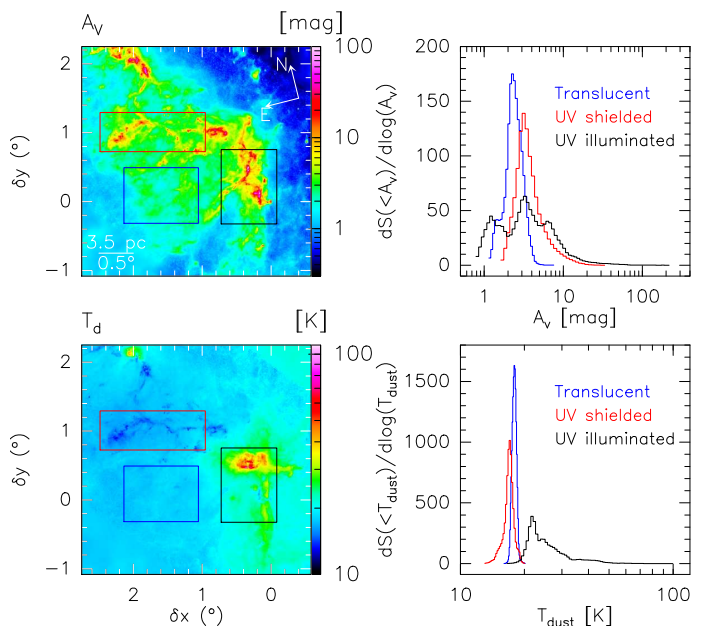 A_V [mag]
100
10
1
2
1
0
−1
δy (°)
N
E
3.5 pc
0.5°
200
150
100
50
0
dS(<A_v)/dlog(A_v)
Translucent
UV shielded
UV illuminated
1 10 100
A_v [mag]
T_d [K]
100
10
2
1
0
−1
δy (°)
2 1 0
δx (°)
1500
1000
500
0
dS(<T_dust)/dlog(T_dust)
Translucent
UV shielded
UV illuminated
10 100
T_dust [K]